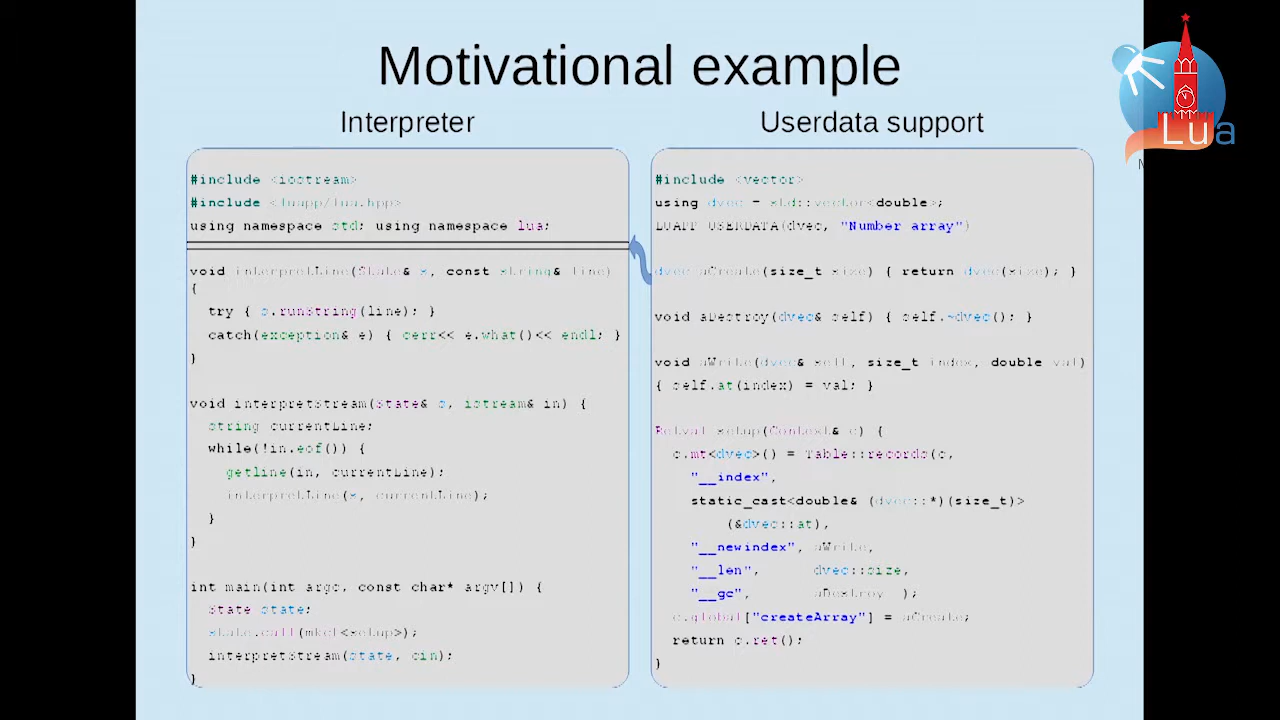 Motivational example
Interpreter
#include <iostream>
#include <luapp/lua.hpp>
using namespace std; using namespace lua;
void interpretLine(State& s, const string& line)
{
try { s.runString(line); }
catch(exception& e) { cerr<< e.what()<< endl; }
}
void interpretStream(State& s, istream& in) {
string currentLine;
while(!in.eof()) {
getline(in, currentLine);
interpretLine(s, currentLine);
}
}
int main(int argc, const char* argv[]) {
State state;
state.call(mkcf<setup>);
interpretStream(state, cin);
}
Userdata support
#include <vector>
using dvec = std::vector<double>;
LUAPP_USERDATA(dvec, "Number array")
dvec aCreate(size_t size) { return dvec(size); }
void aDestroy(dvec& self) { self.~dvec(); }
void aWrite(dvec& self, size_t index, double val)
{ self.at(index) = val; }
Retval setup(Context& c) {
c.mt<dvec>() = Table::records(c,
"__index",
static_cast<double& (dvec::*)(size_t)>
(&dvec::at),
"__newindex", aWrite,
"__len", dvec::size,
"__gc", aDestroy );
c.global["createArray"] = aCreate;
return c.ret();
}
Lua